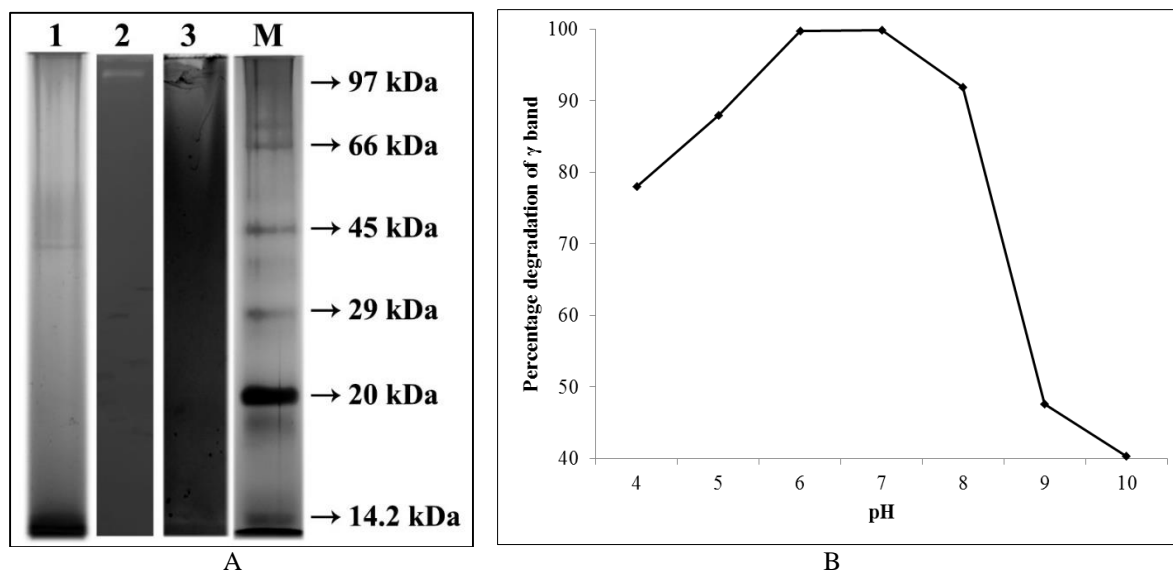 1 2 3 M
→ 97 kDa
→ 66 kDa
→ 45 kDa
→ 29 kDa
→ 20 kDa
→ 14.2 kDa
A
Percentage degradation of γ band
100
90
80
70
60
50
40
4 5 6 7 8 9 10
pH
B